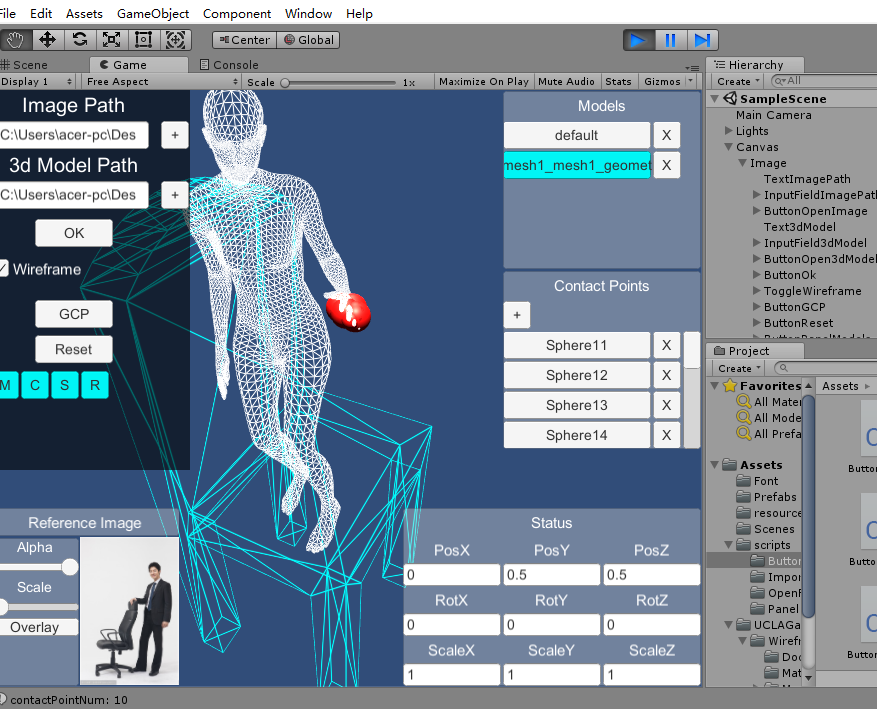 File Edit Assets GameObject Component Window Help
Center Global
Scene Game Console
Display 1 Free Aspect Scale 1x Maximize On Play Mute Audio Stats Gizmos
Image Path
C:\Users\acer-pc\Des +
3d Model Path
C:\Users\acer-pc\Des +
OK
Wireframe
GCP
Reset
M C S R
Reference Image
Alpha
Scale
Overlay
Models
default X
mesh1_mesh1_geomet X
Contact Points
+
Sphere11 X
Sphere12 X
Sphere13 X
Sphere14 X
Status
PosX PosY PosZ
0 0.5 0.5
RotX RotY RotZ
0 0 0
ScaleX ScaleY ScaleZ
1 1 1
Hierarchy
Create All
SampleScene
Main Camera
Lights
Canvas
Image
TextImagePath
InputFieldImagePath
ButtonOpenImage
Text3dModel
InputField3dModel
ButtonOpen3dModel
ButtonOk
ToggleWireframe
ButtonGCP
ButtonReset
ButtonPanelModels
Project
Create
Favorites
All Mater
All Mode
All Prefa
Assets
Font
Prefabs
resource
Scenes
scripts
Button
Impor
OpenF
Panel
UCLAGa
Wirefr
Do
Mat
Assets
Button
Button
Button
contactPointNum: 10